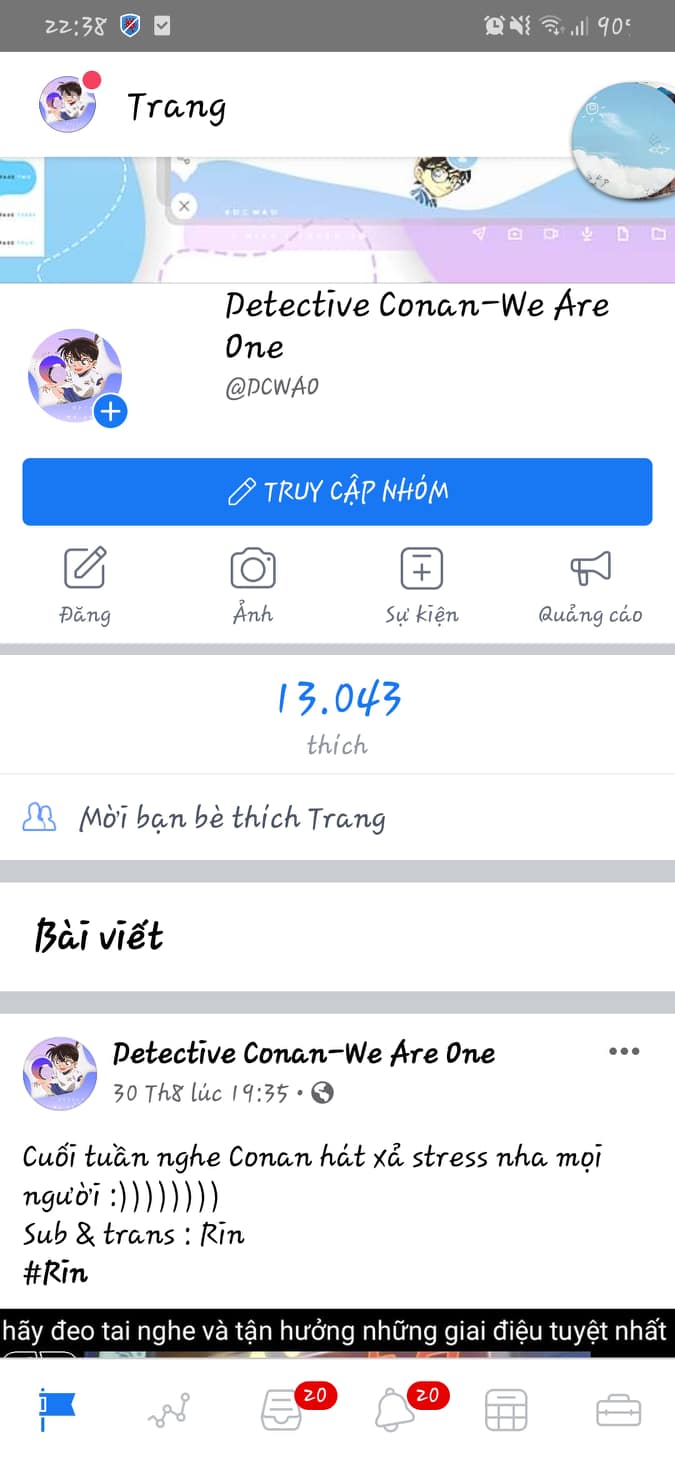 22:38
Trang
#DCWAO
Detective Conan-We Are
One
@DCWAO
TRUY CẬP NHÓM
Đăng
Ảnh
Sự kiện
Quảng cáo
13.043
thích
Mời bạn bè thích Trang
Bài viết
Detective Conan-We Are One
30 Th8 lúc 19:35 •
Cuối tuần nghe Conan hát xả stress nha mọi
người :)))))))))
Sub & trans : Rin
#Rin
hãy đeo tai nghe và tận hưởng những giai điệu tuyệt nhất
20
20